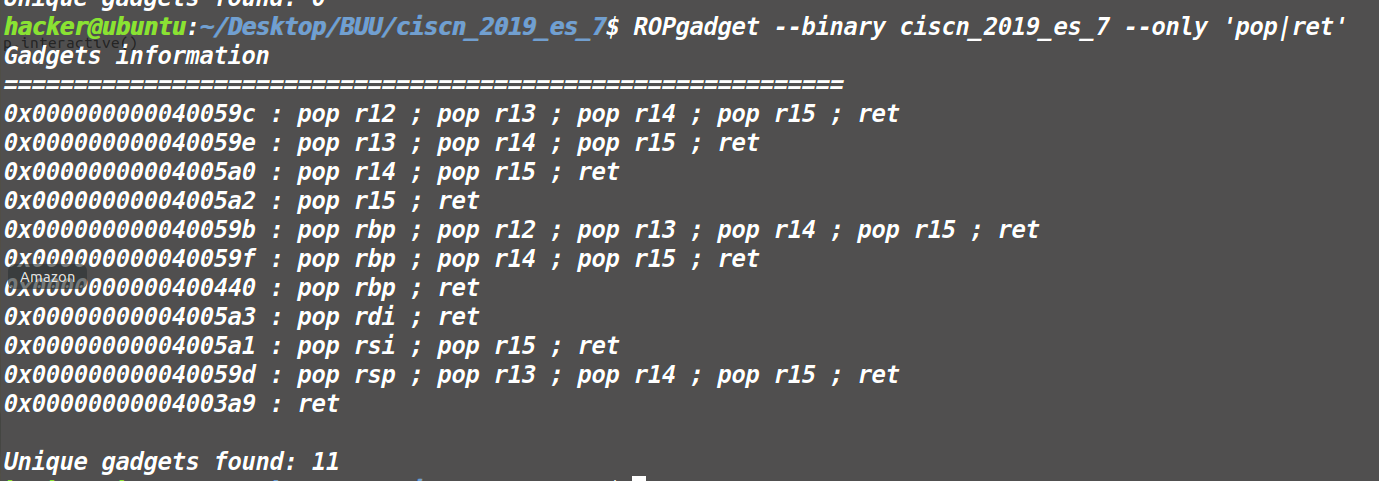 Unique gadgets found: 0
hacker@ubuntu:~/Desktop/BUU/ciscn_2019_es_7$ ROPgadget --binary ciscn_2019_es_7 --only 'pop|ret'
p interactive()
Gadgets information
============================================================
0x000000000040059c : pop r12 ; pop r13 ; pop r14 ; pop r15 ; ret
0x000000000040059e : pop r13 ; pop r14 ; pop r15 ; ret
0x00000000004005a0 : pop r14 ; pop r15 ; ret
0x00000000004005a2 : pop r15 ; ret
0x000000000040059b : pop rbp ; pop r12 ; pop r13 ; pop r14 ; pop r15 ; ret
0x000000000040059f : pop rbp ; pop r14 ; pop r15 ; ret
Amazon
0x0000000000400440 : pop rbp ; ret
0x00000000004005a3 : pop rdi ; ret
0x00000000004005a1 : pop rsi ; pop r15 ; ret
0x000000000040059d : pop rsp ; pop r13 ; pop r14 ; pop r15 ; ret
0x00000000004003a9 : ret
Unique gadgets found: 11